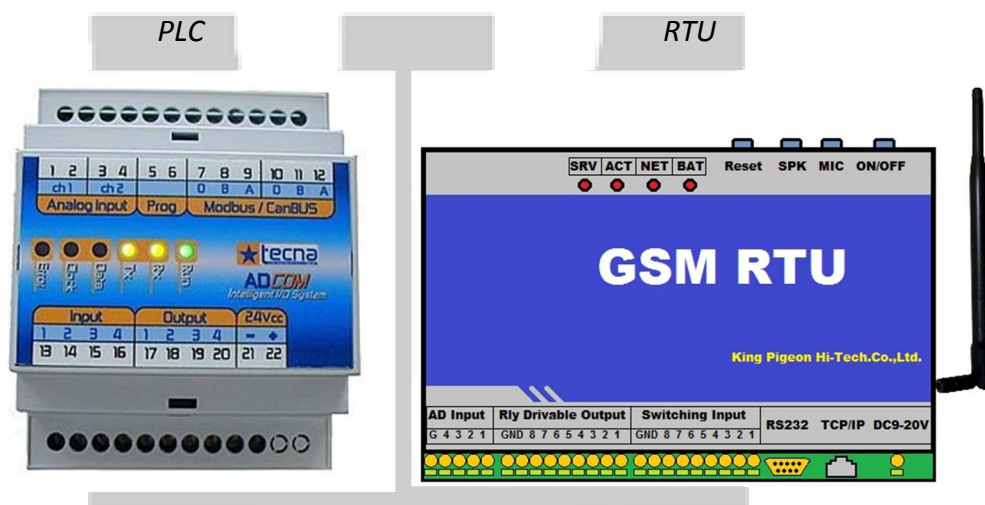 PLC
RTU
1 2 3 4 5 6 7 8 9 10 11 12
ch1 ch2 0 B A 0 B A
Analog Input Prog Modbus / CanBUS
Error Clock Data Tx Rx Run
tecna
ADCOM
Intelligent I/O System
Input Output 24Vcc
1 2 3 4 1 2 3 4 - +
13 14 15 16 17 18 19 20 21 22
SRV ACT NET BAT Reset SPK MIC ON/OFF
GSM RTU
King Pigeon Hi-Tech.Co.,Ltd.
AD Input Rly Drivable Output Switching Input RS232 TCP/IP DC9-20V
G 4 3 2 1 GND 8 7 6 5 4 3 2 1 GND 8 7 6 5 4 3 2 1